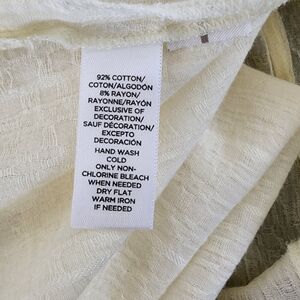 92% COTTON/
COTON/ALGODÓN
8% RAYON/
RAYONNE/RAYÓN
EXCLUSIVE OF
DECORATION/
SAUF DÉCORATION/
EXCEPTO
DECORACIÓN
HAND WASH
COLD
ONLY NON-
CHLORINE BLEACH
WHEN NEEDED
DRY FLAT
WARM IRON
IF NEEDED